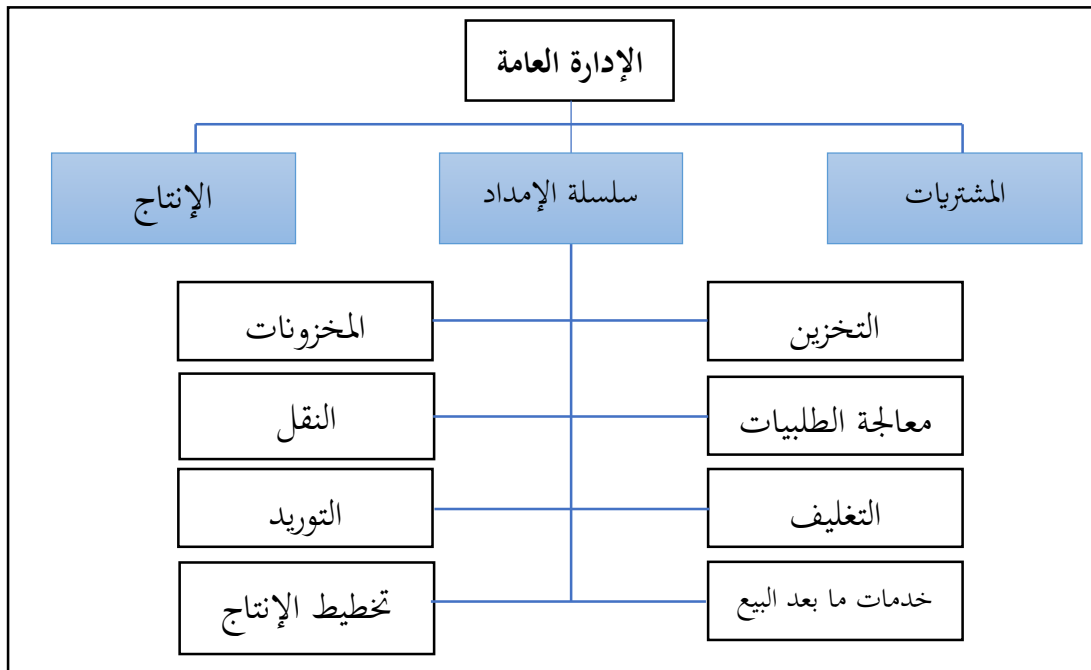 الإدارة العامة
المشتريات
سلسلة الإمداد
الإنتاج
التخزين
المخزونات
معالجة الطلبيات
النقل
التغليف
التوريد
خدمات ما بعد البيع
تخطيط الإنتاج